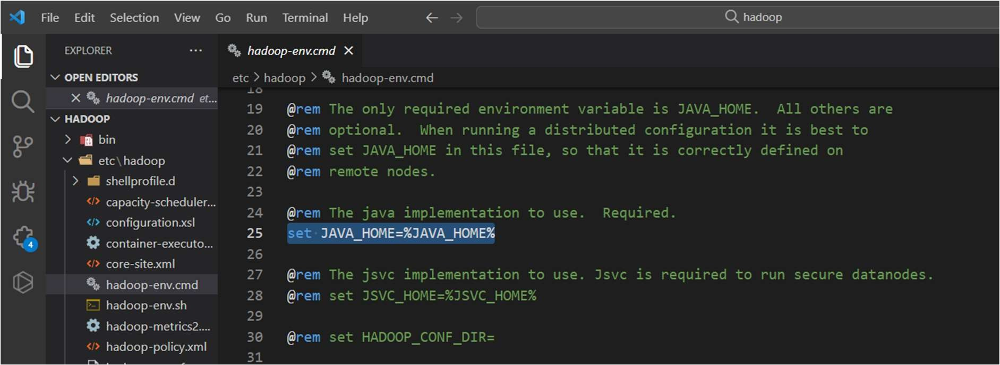 File Edit Selection View Go Run Terminal Help
hadoop
EXPLORER
OPEN EDITORS
hadoop-env.cmd et...
HADOOP
bin
etc\hadoop
shellprofile.d
capacity-scheduler...
configuration.xsl
container-executo...
core-site.xml
hadoop-env.cmd
hadoop-env.sh
hadoop-metrics2....
hadoop-policy.xml
4
hadoop-env.cmd
etc > hadoop > hadoop-env.cmd
18
19 @rem The only required environment variable is JAVA_HOME.  All others are
20 @rem optional.  When running a distributed configuration it is best to
21 @rem set JAVA_HOME in this file, so that it is correctly defined on
22 @rem remote nodes.
23
24 @rem The java implementation to use.  Required.
25 set JAVA_HOME=%JAVA_HOME%
26
27 @rem The jsvc implementation to use. Jsvc is required to run secure datanodes.
28 @rem set JSVC_HOME=%JSVC_HOME%
29
30 @rem set HADOOP_CONF_DIR=
31